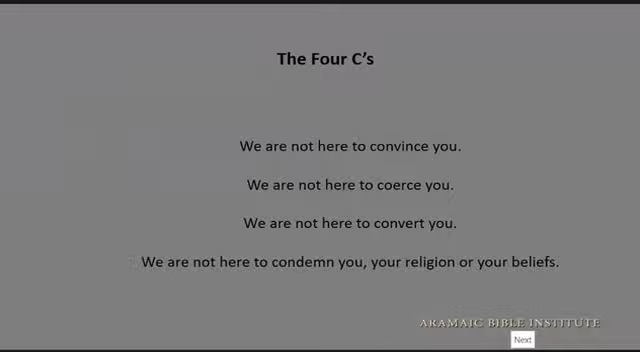 The Four C’s
We are not here to convince you.
We are not here to coerce you.
We are not here to convert you.
We are not here to condemn you, your religion or your beliefs.
ARAMAIC BIBLE INSTITUTE
Next